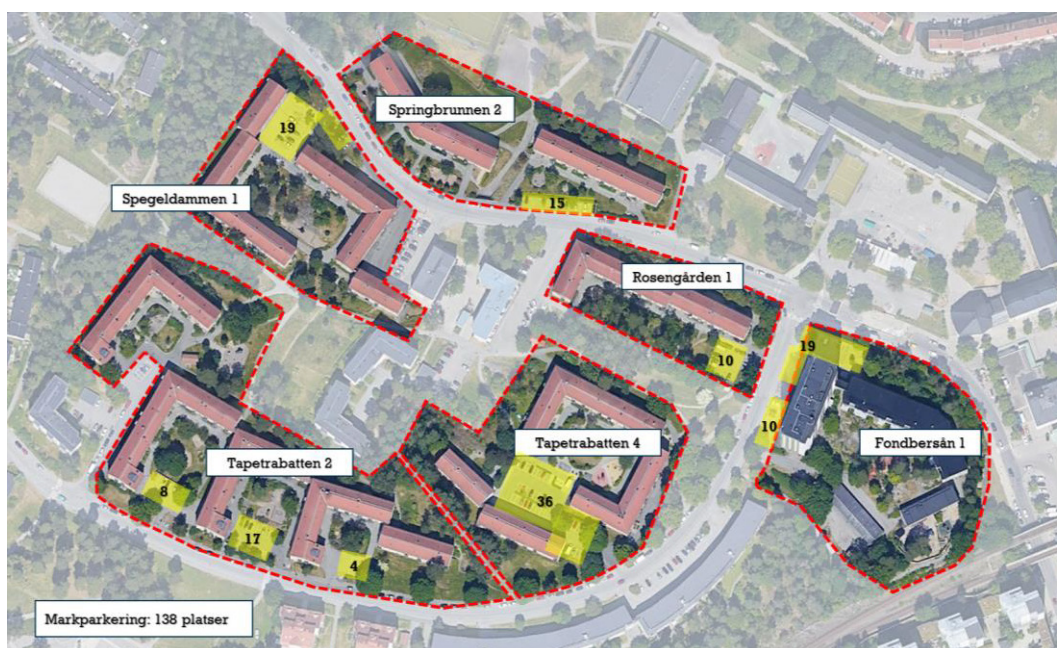 Springbrunnen 2
19
Spegeldammen 1
15
Rosengården 1
10
19
10
Fondbersån 1
Tapetrabatten 4
36
Tapetrabatten 2
8
17
4
Markparkering: 138 platser